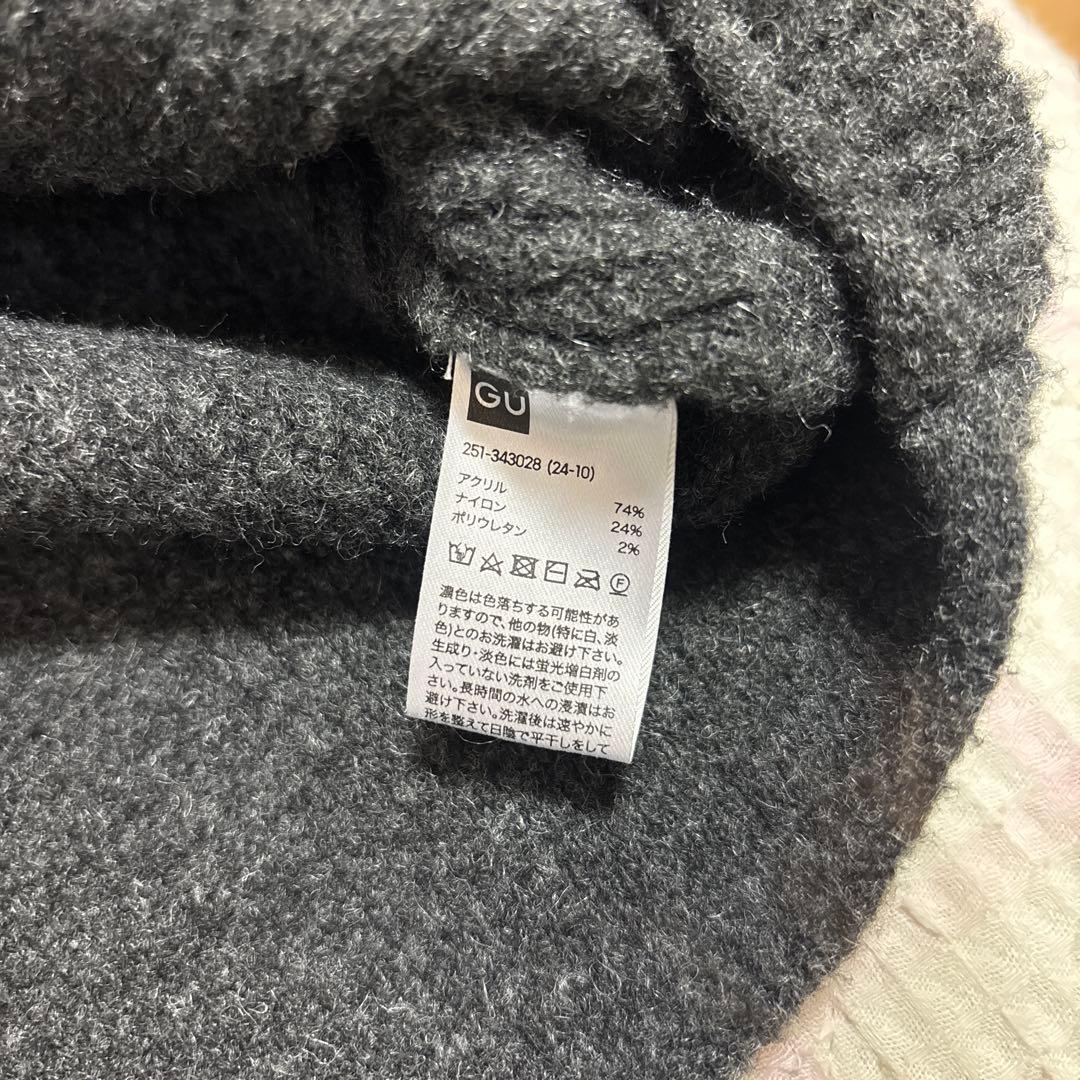 GU
251-343028 (24-10)
アクリル 74%
ナイロン 24%
ポリウレタン 2%
F
濃色は色落ちする可能性があ
りますので、他の物(特に白、淡
色)とのお洗濯はお避け下さい。
生成り・淡色には蛍光増白剤の
入っていない洗剤をご使用下
さい。長時間の水への浸漬はお
避け下さい。洗濯後は速やかに
形を整えて日陰で平干しをして